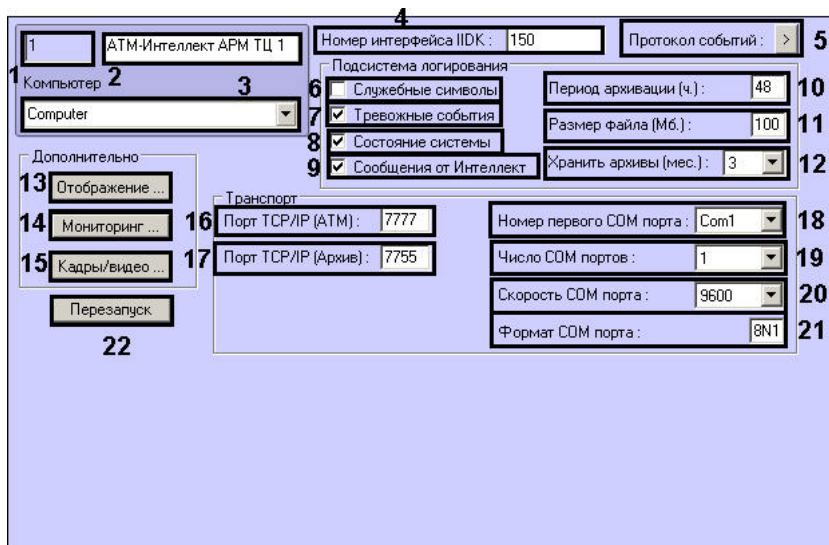 4
1 АТМ-Интеллект АРМ ТЦ 1 Номер интерфейса IIDK : 150 Протокол событий : > 5
1 Компьютер 2 3
Computer
Подсистема логирования
6 Служебные символы Период архивации (ч.) : 48 10
7 Тревожные события Размер файла (Мб.) : 100 11
8 Состояние системы
9 Сообщения от Интеллект Хранить архивы (мес.) : 3 12
Дополнительно
13 Отображение ...
14 Мониторинг ...
15 Кадры/видео ...
Перезапуск
22
Транспорт
16 Порт TCP/IP (ATM) : 7777 Номер первого COM порта : Com1 18
17 Порт TCP/IP (Архив) : 7755 Число COM портов : 1 19
Скорость COM порта : 9600 20
Формат COM порта : 8N1 21